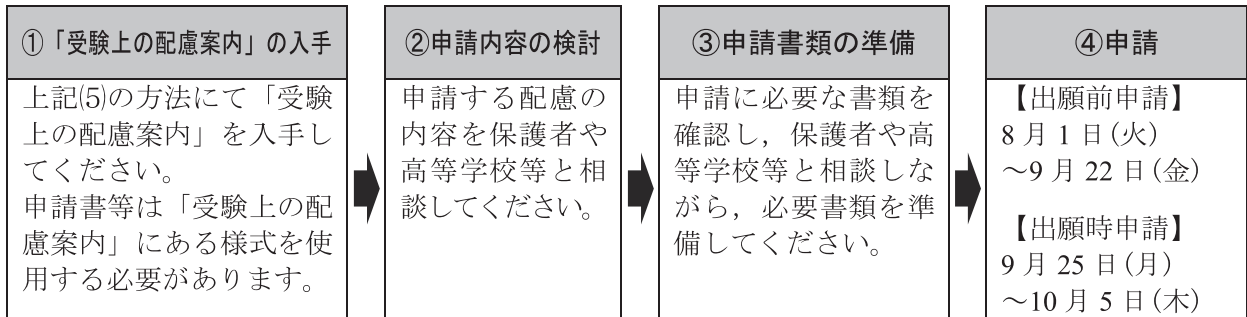 ①「受験上の配慮案内」の入手
上記⑸の方法にて「受験
上の配慮案内」を入手し
てください。
申請書等は「受験上の配
慮案内」にある様式を使
用する必要があります。
②申請内容の検討
申請する配慮の
内容を保護者や
高等学校等と相
談してください。
③申請書類の準備
申請に必要な書類を
確認し，保護者や高
等学校等と相談しな
がら，必要書類を準
備してください。
④申請
【出願前申請】
8 月 1 日(火)
～9 月 22 日(金)
【出願時申請】
9 月 25 日(月)
～10 月 5 日(木)